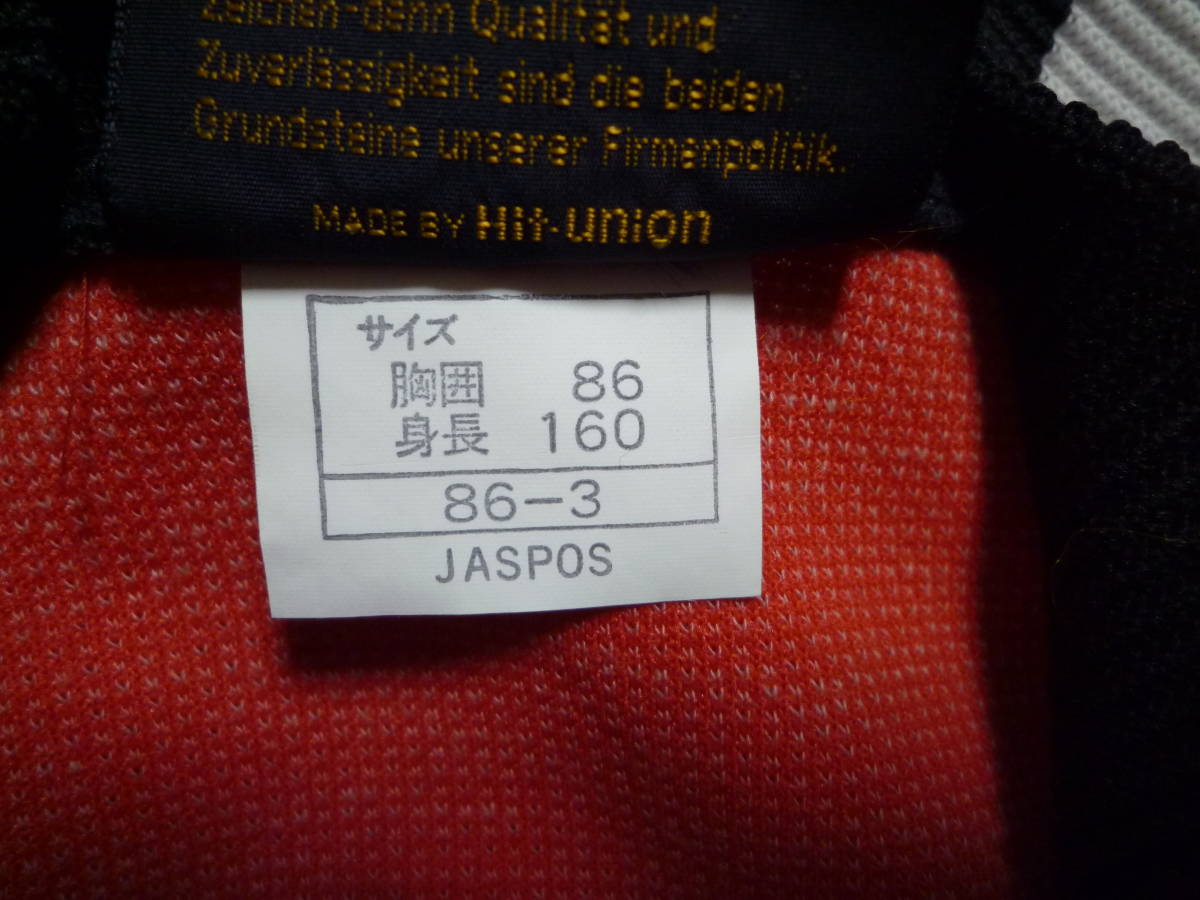 Zeichen-denn Qualität und
Zuverlässigkeit sind die beiden
Grundsteine unserer Firmenpolitik.
MADE BY Hit-union
サイズ
胸囲 86
身長 160
86-3
JASPOS